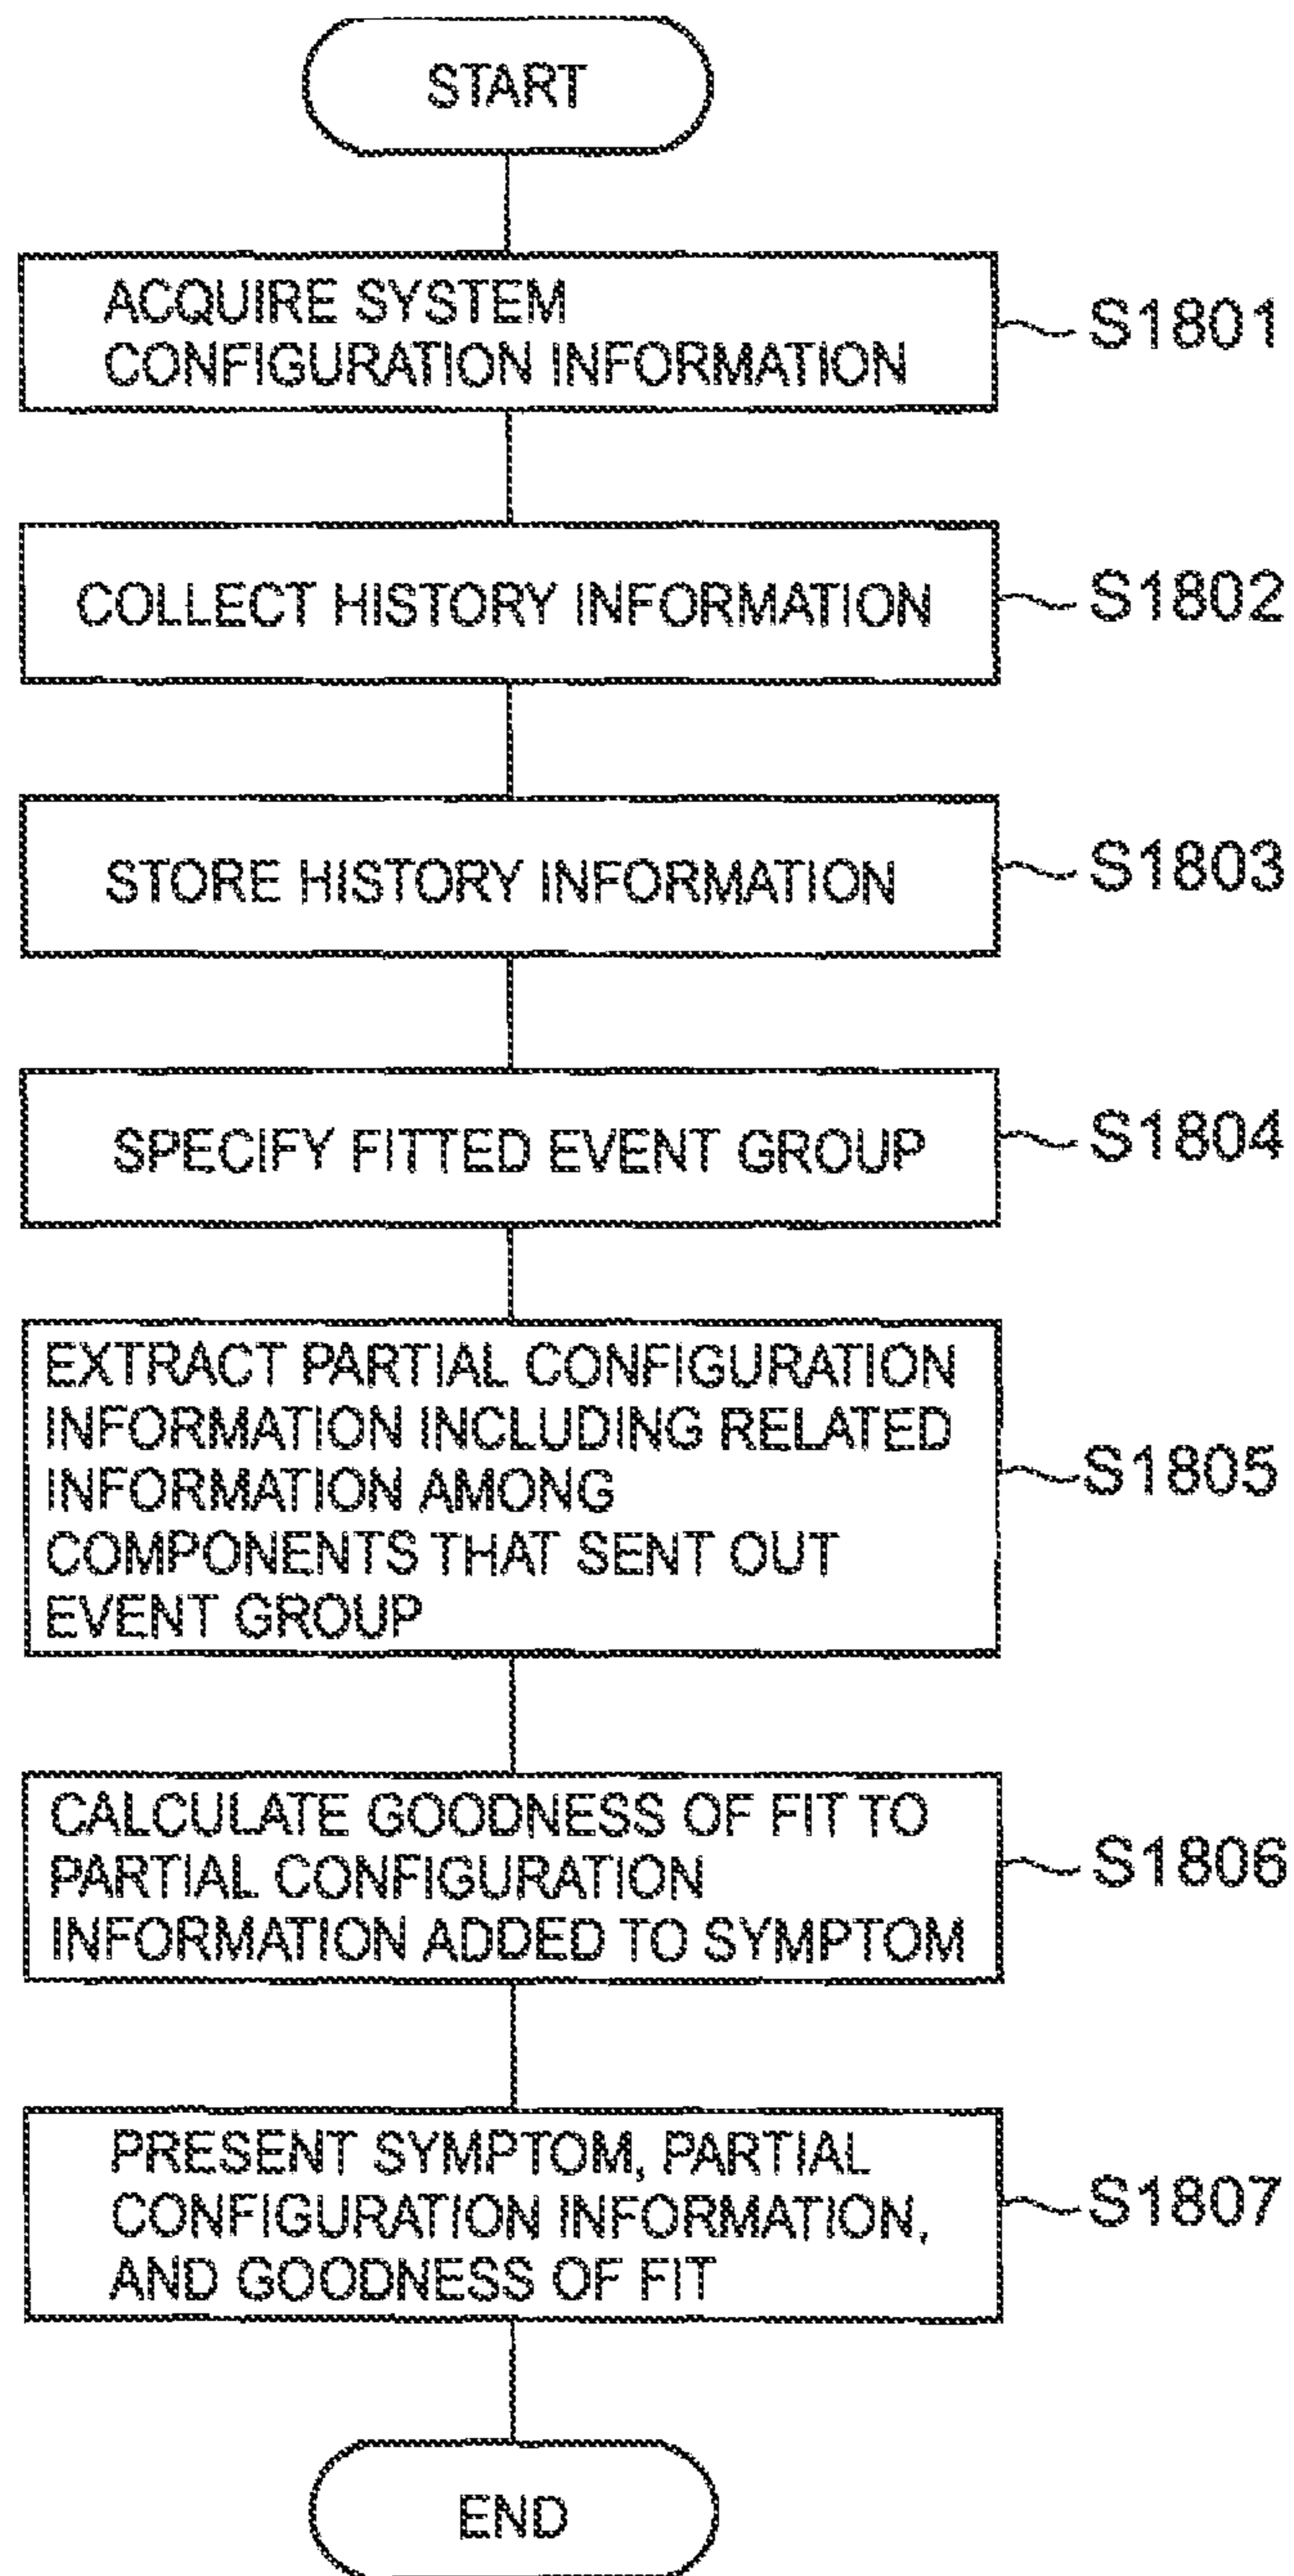 START
ACQUIRE SYSTEM
CONFIGURATION INFORMATION
S1801
COLLECT HISTORY INFORMATION
S1802
STORE HISTORY INFORMATION
S1803
SPECIFY FITTED EVENT GROUP
S1804
EXTRACT PARTIAL CONFIGURATION
INFORMATION INCLUDING RELATED
INFORMATION AMONG
COMPONENTS THAT SENT OUT
EVENT GROUP
S1805
CALCULATE GOODNESS OF FIT TO
PARTIAL CONFIGURATION
INFORMATION ADDED TO SYMPTOM
S1806
PRESENT SYMPTOM, PARTIAL
CONFIGURATION INFORMATION,
AND GOODNESS OF FIT
S1807
END